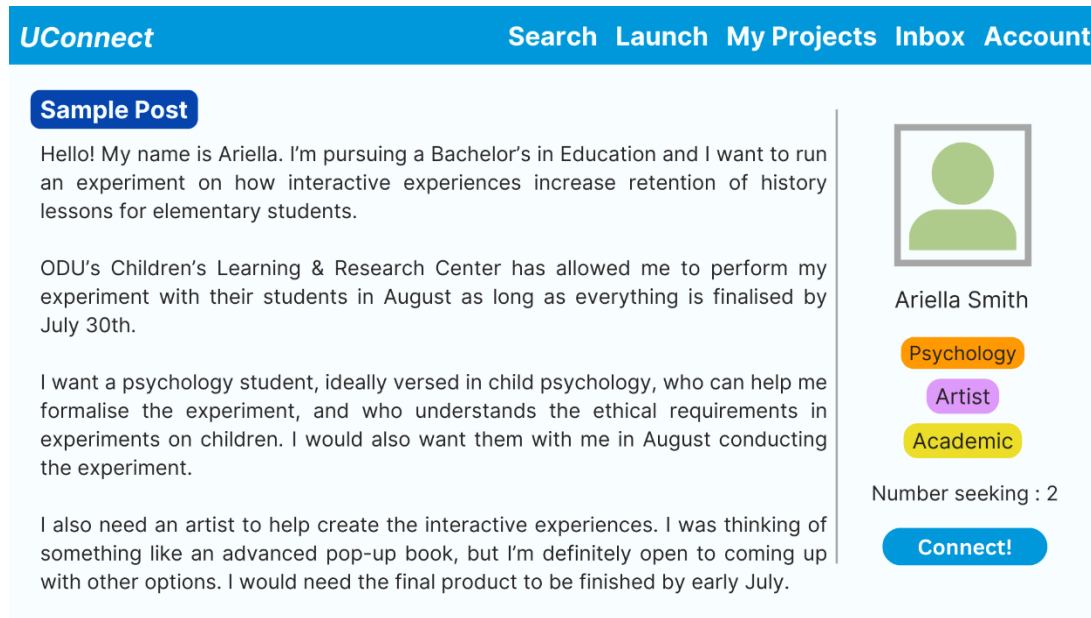 UConnect
Search Launch My Projects Inbox Account
Sample Post
Hello! My name is Ariella. I’m pursuing a Bachelor’s in Education and I want to run
an experiment on how interactive experiences increase retention of history
lessons for elementary students.
ODU’s Children’s Learning & Research Center has allowed me to perform my
experiment with their students in August as long as everything is finalised by
July 30th.
I want a psychology student, ideally versed in child psychology, who can help me
formalise the experiment, and who understands the ethical requirements in
experiments on children. I would also want them with me in August conducting
the experiment.
I also need an artist to help create the interactive experiences. I was thinking of
something like an advanced pop-up book, but I’m definitely open to coming up
with other options. I would need the final product to be finished by early July.
Ariella Smith
Psychology
Artist
Academic
Number seeking : 2
Connect!